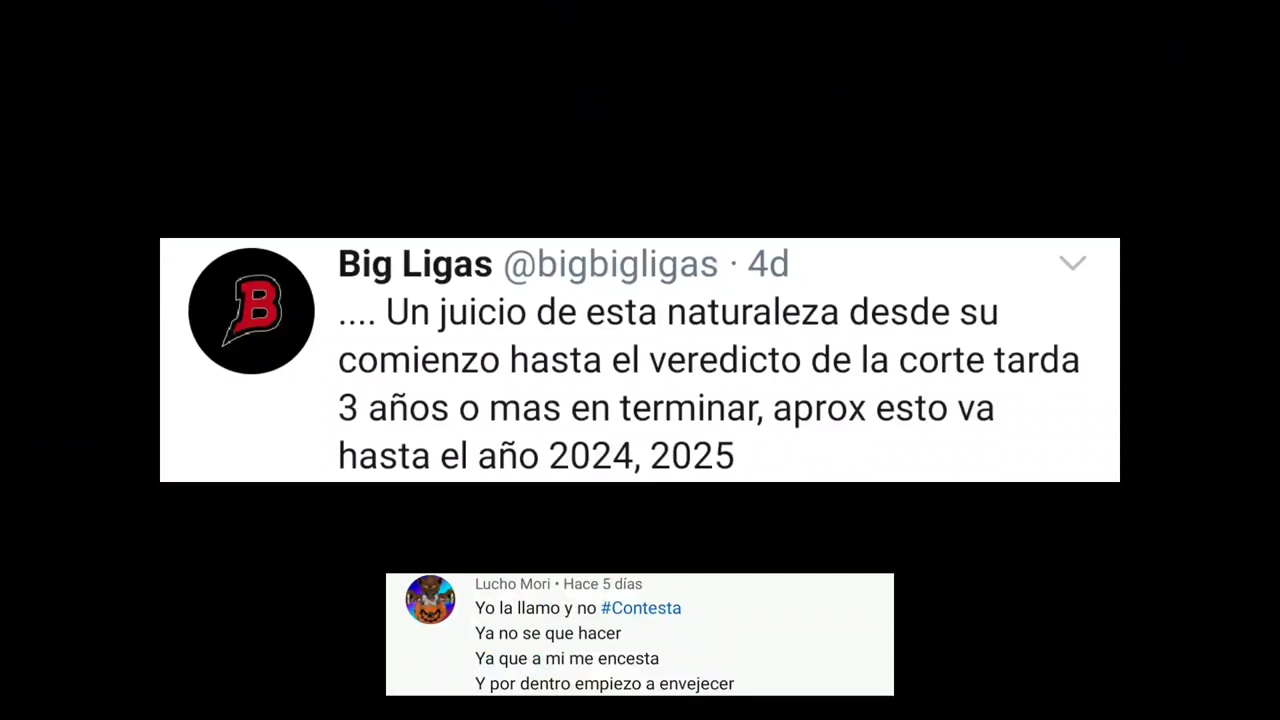 B
Big Ligas @bigbigligas · 4d
.... Un juicio de esta naturaleza desde su
comienzo hasta el veredicto de la corte tarda
3 años o mas en terminar, aprox esto va
hasta el año 2024, 2025
Lucho Mori • Hace 5 días
Yo la llamo y no #Contesta
Ya no se que hacer
Ya que a mi me encesta
Y por dentro empiezo a envejecer